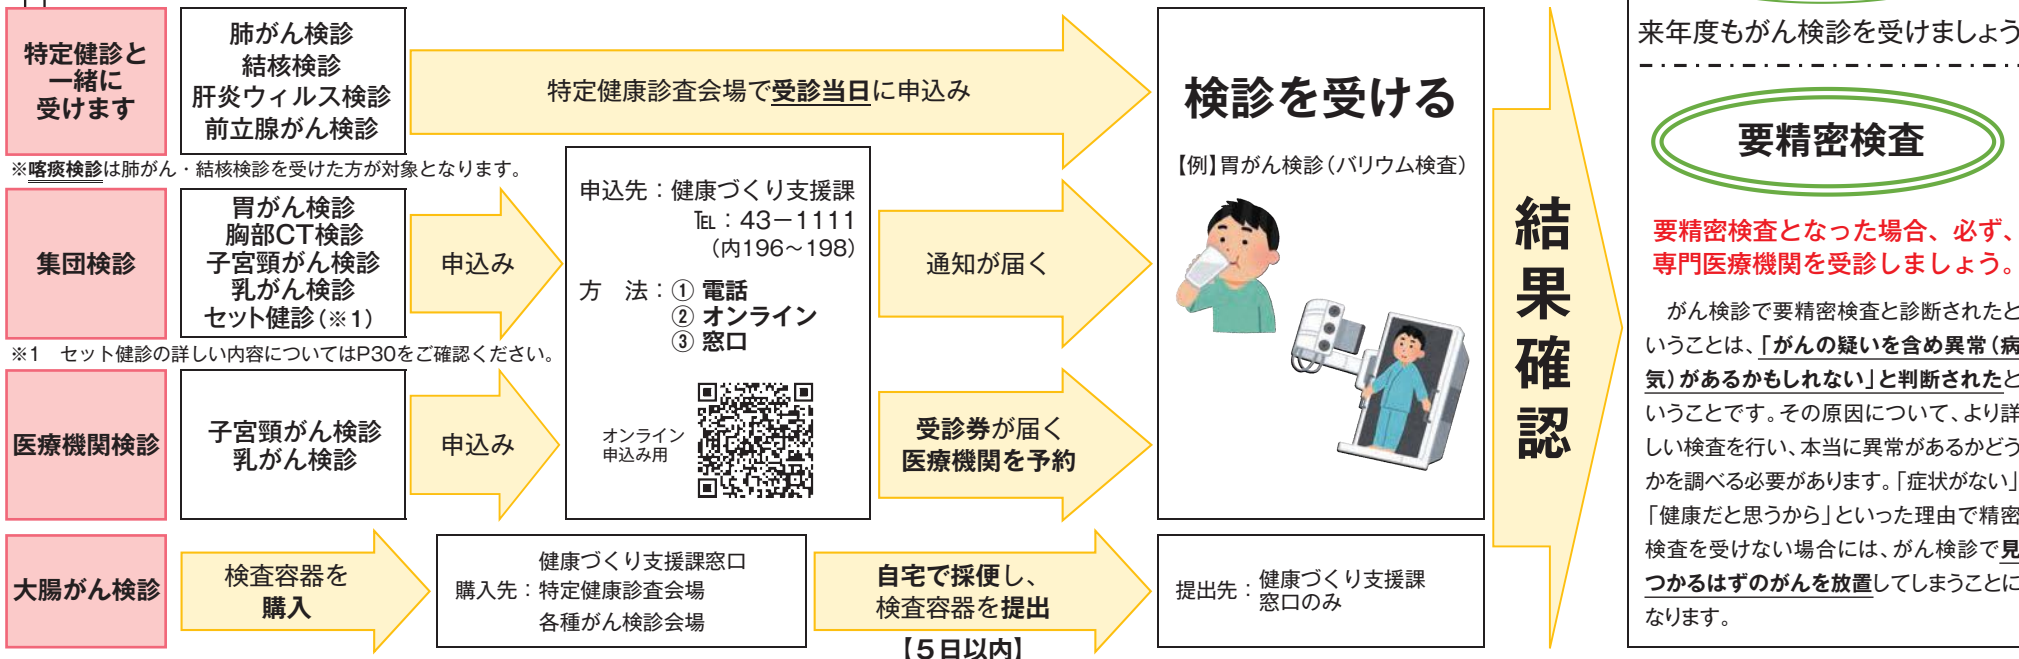 特定健診と
一緒に
受けます
肺がん検診
結核検診
肝炎ウィルス検診
前立腺がん検診
特定健康診査会場で受診当日に申込み
※喀痰検診は肺がん・結核検診を受けた方が対象となります。
集団検診
胃がん検診
胸部CT検診
子宮頸がん検診
乳がん検診
セット健診(※1)
申込み
※1 セット健診の詳しい内容についてはP30をご確認ください。
医療機関検診
子宮頸がん検診
乳がん検診
申込み
申込先：健康づくり支援課
℡：43－1111
(内196～198)
方 法：① 電話
② オンライン
③ 窓口
オンライン
申込み用
通知が届く
受診券が届く
医療機関を予約
検診を受ける
【例】胃がん検診(バリウム検査)
大腸がん検診
検査容器を
購入
健康づくり支援課窓口
購入先：特定健康診査会場
各種がん検診会場
自宅で採便し、
検査容器を提出
【5日以内】
提出先：健康づくり支援課
窓口のみ
結果確認
来年度もがん検診を受けましょう
要精密検査
要精密検査となった場合、必ず、
専門医療機関を受診しましょう。
がん検診で要精密検査と診断されたと
いうことは、「がんの疑いを含め異常(病
気)があるかもしれない」と判断されたと
いうことです。その原因について、より詳
しい検査を行い、本当に異常があるかどう
かを調べる必要があります。「症状がない」
「健康だと思うから」といった理由で精密
検査を受けない場合には、がん検診で見
つかるはずのがんを放置してしまうことに
なります。